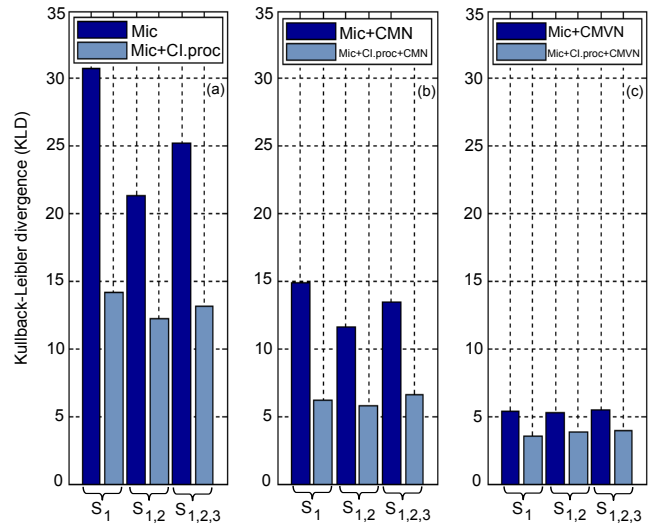 Kullback-Leibler divergence (KLD)
35
30
25
20
15
10
5
0
Mic
Mic+Cl.proc
(a)
S1
S1,2
S1,2,3
35
30
25
20
15
10
5
0
Mic+CMN
Mic+Cl.proc+CMN
(b)
S1
S1,2
S1,2,3
35
30
25
20
15
10
5
0
Mic+CMVN
Mic+Cl.proc+CMVN
(c)
S1
S1,2
S1,2,3